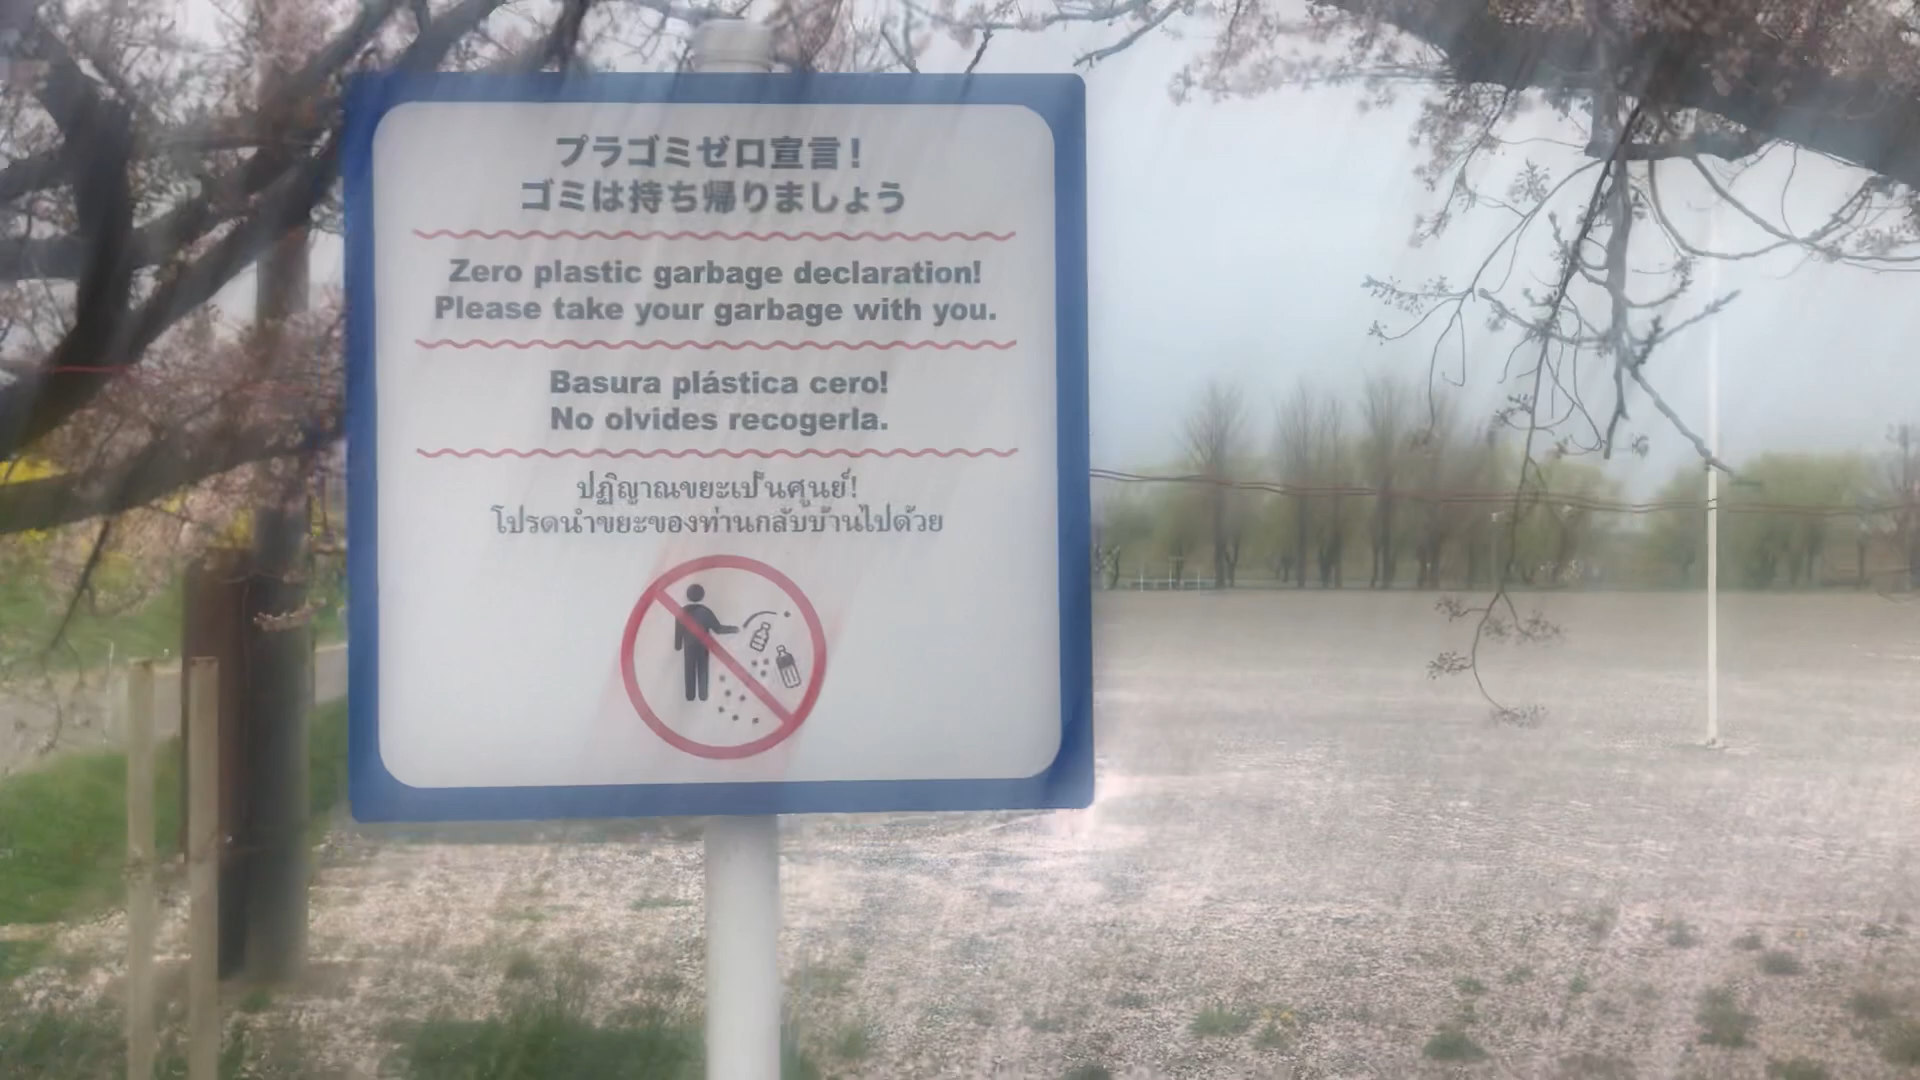 プラゴミゼロ宣言！
ゴミは持ち帰りましょう
Zero plastic garbage declaration!
Please take your garbage with you.
Basura plástica cero!
No olvides recogerla.
ปฏิญาณขยะเป็นศูนย์!
โปรดนำขยะของท่านกลับบ้านไปด้วย